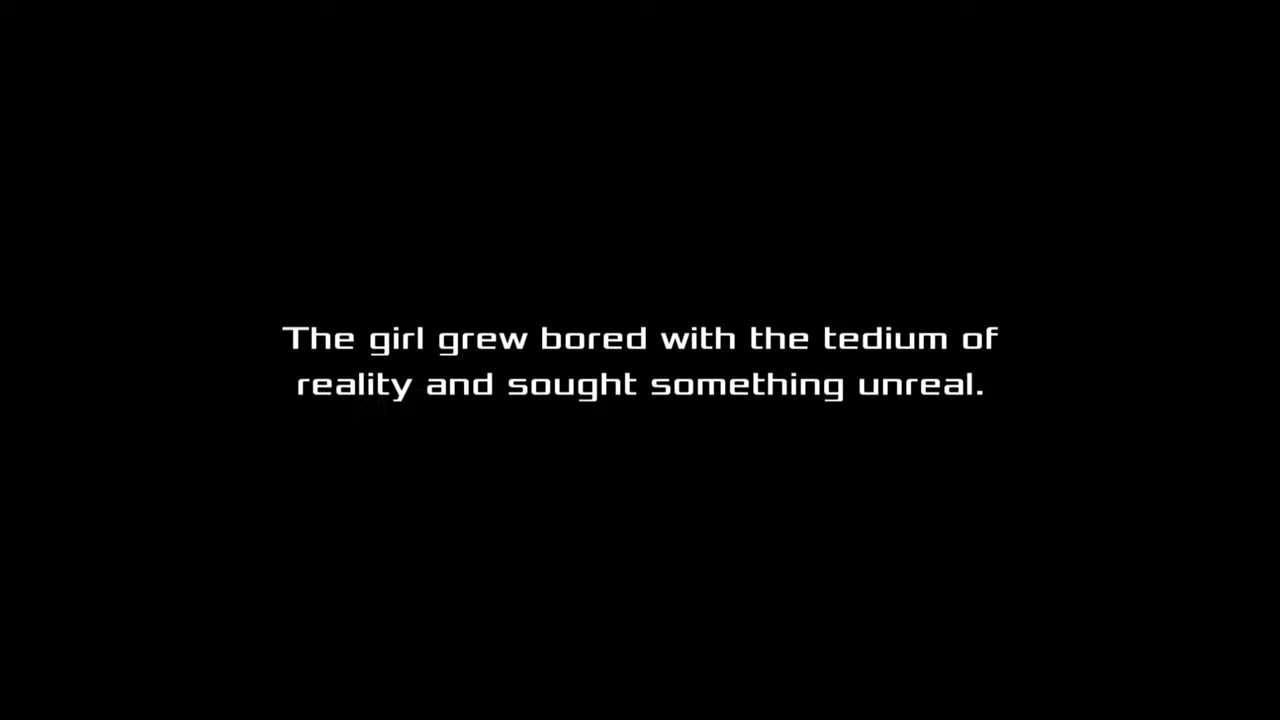 The girl grew bored with the tedium of
reality and sought something unreal.